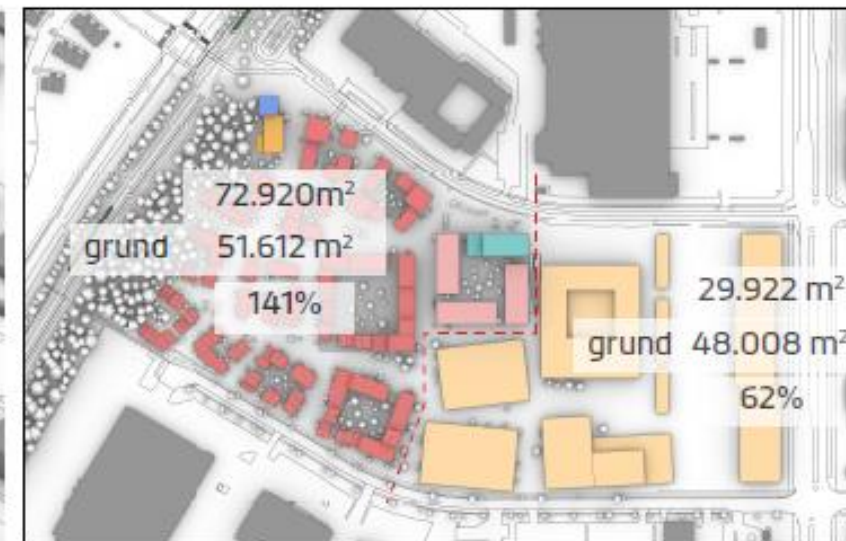 72.920m²
grund 51.612 m²
141%
29.922 m²
grund 48.008 m²
62%